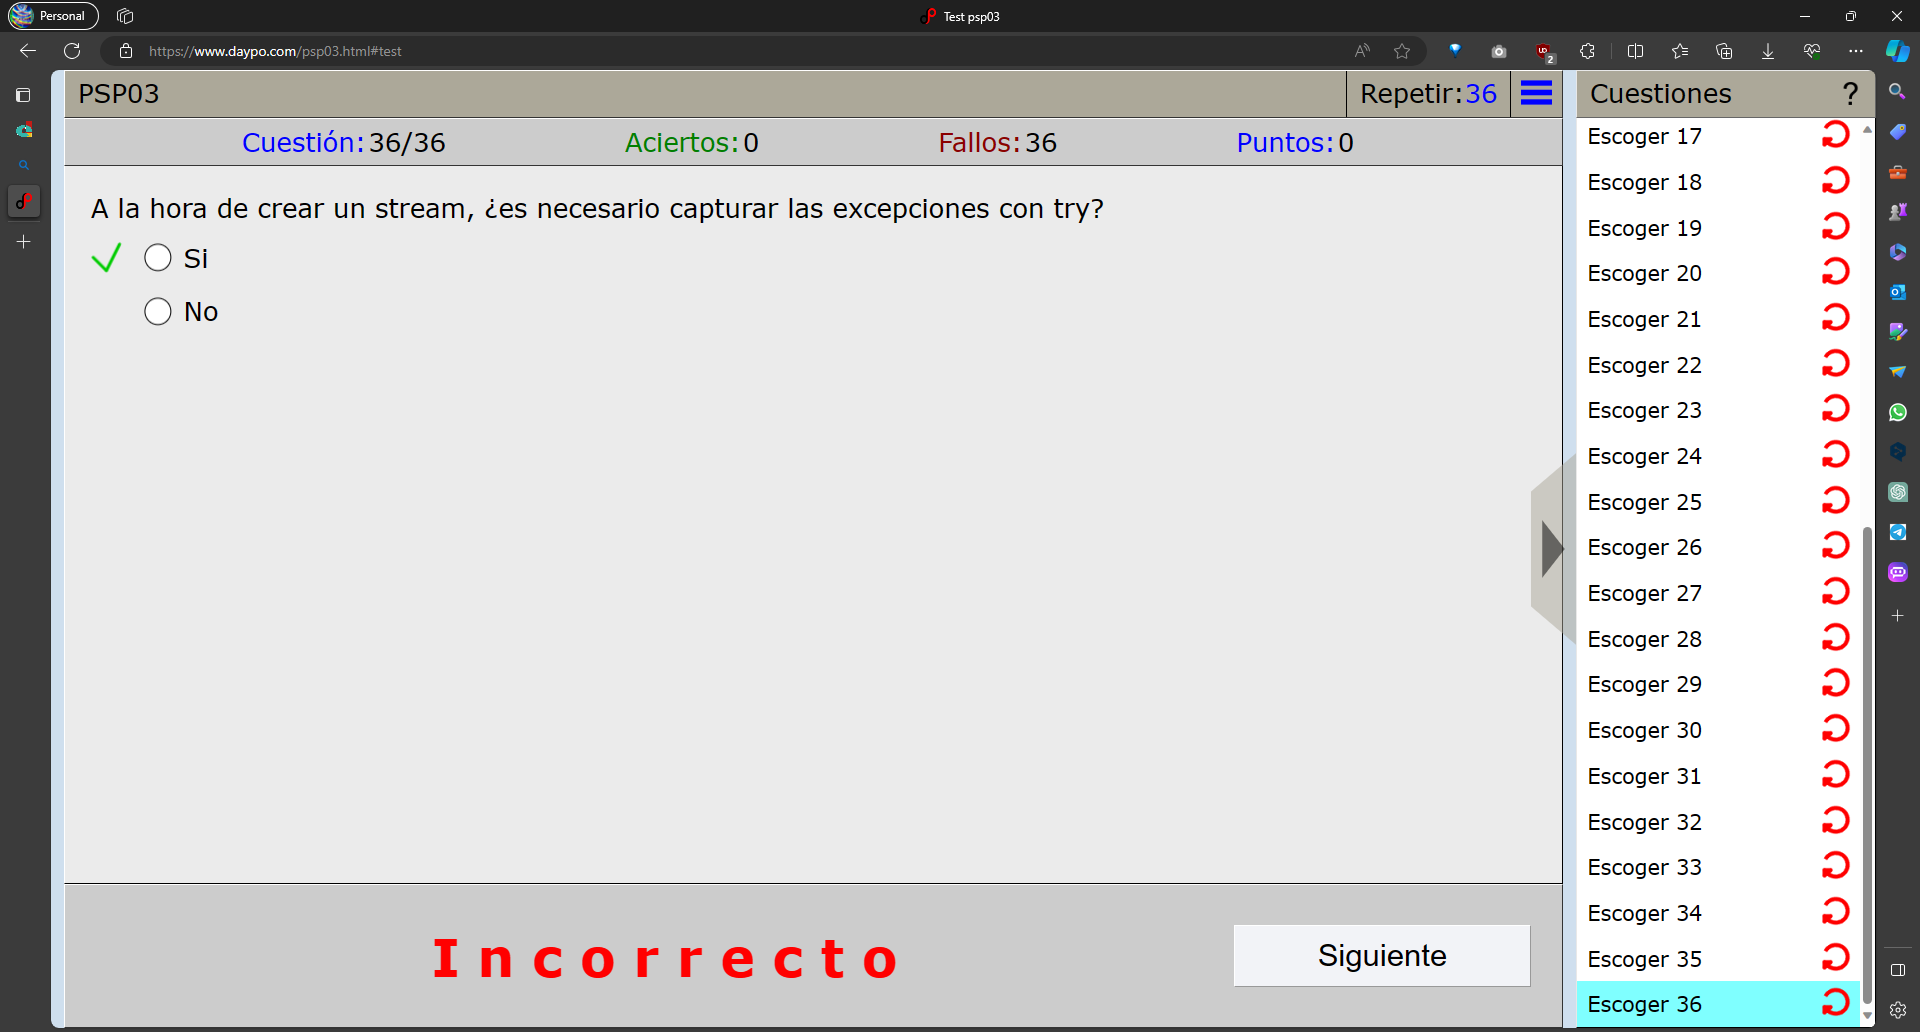 Personal
Test psp03
https://www.daypo.com/psp03.html#test
2
PSP03
Repetir:36
Cuestiones
?
Cuestión:36/36
Aciertos:0
Fallos:36
Puntos:0
A la hora de crear un stream, ¿es necesario capturar las excepciones con try?
Si
No
Escoger 17
Escoger 18
Escoger 19
Escoger 20
Escoger 21
Escoger 22
Escoger 23
Escoger 24
Escoger 25
Escoger 26
Escoger 27
Escoger 28
Escoger 29
Escoger 30
Escoger 31
Escoger 32
Escoger 33
Escoger 34
Escoger 35
Escoger 36
Incorrecto
Siguiente